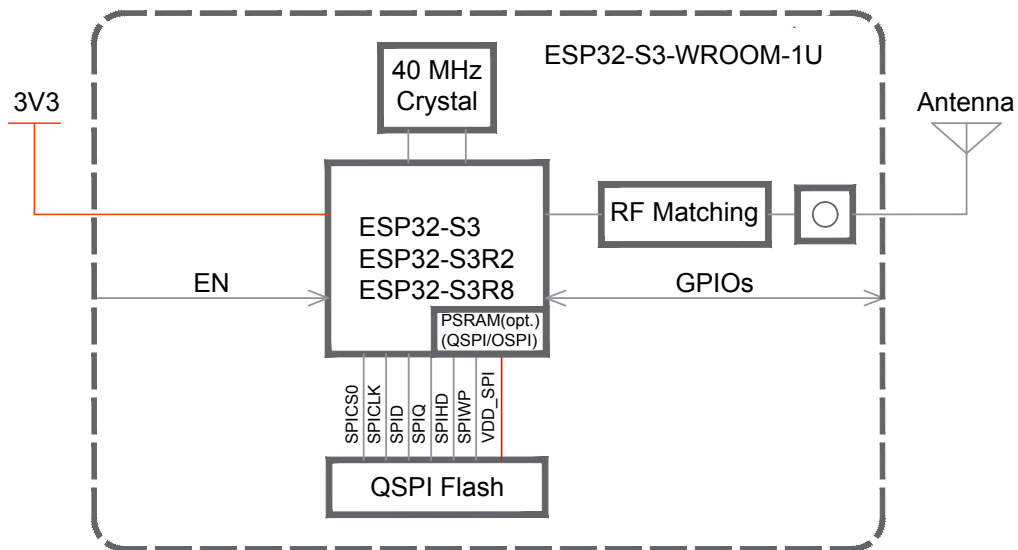 ESP32-S3-WROOM-1U
40 MHz
Crystal
3V3
Antenna
RF Matching
ESP32-S3
ESP32-S3R2
ESP32-S3R8
EN
GPIOs
PSRAM(opt.)
(QSPI/OSPI)
SPICS0
SPICLK
SPID
SPIQ
SPIHD
SPIWP
VDD_SPI
QSPI Flash